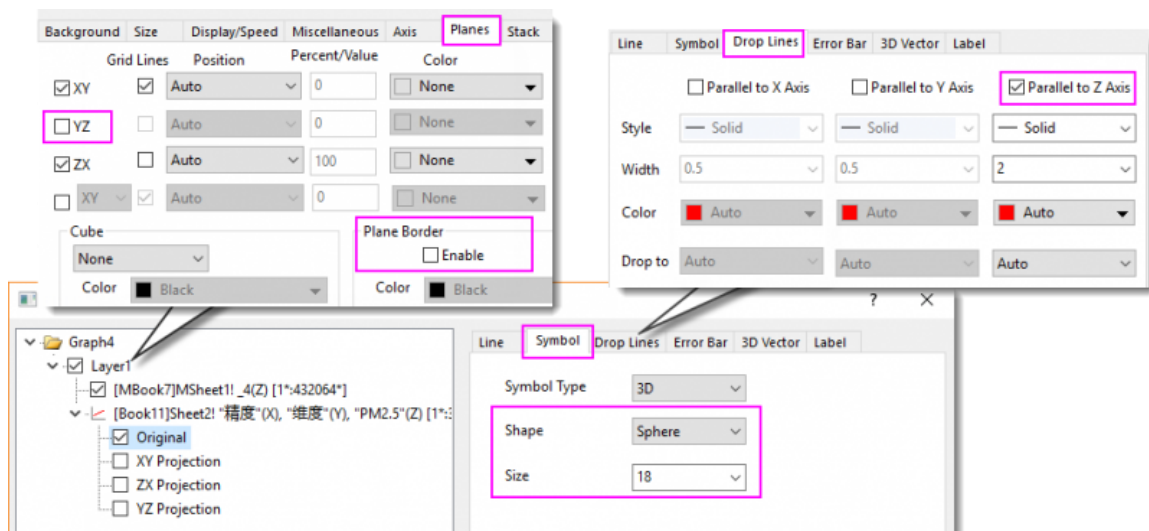 Background Size Display/Speed Miscellaneous Axis Planes Stack
Grid Lines Position Percent/Value Color
XY Auto 0 None
YZ Auto 0 None
ZX Auto 100 None
XY Auto 0 None
Cube
None
Color Black
Plane Border
Enable
Color Black
Line Symbol Drop Lines Error Bar 3D Vector Label
Parallel to X Axis Parallel to Y Axis Parallel to Z Axis
Style Solid Solid Solid
Width 0.5 0.5 2
Color Auto Auto Auto
Drop to Auto Auto Auto
? ×
Graph4
Layer1
[MBook7]MSheet1! _4(Z) [1*:432064*]
[Book11]Sheet2! "精度"(X), "维度"(Y), "PM2.5"(Z) [1*:
Original
XY Projection
ZX Projection
YZ Projection
Line Symbol Drop Lines Error Bar 3D Vector Label
Symbol Type 3D
Shape Sphere
Size 18